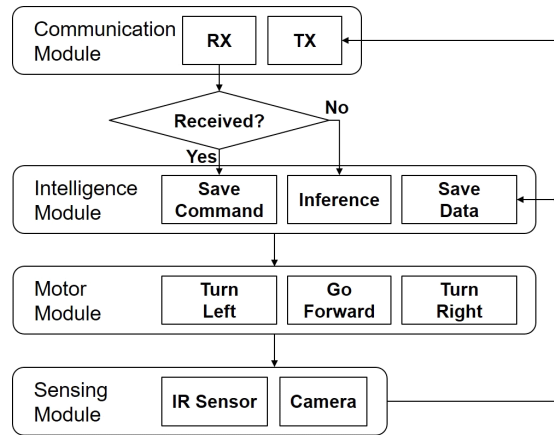 Communication
Module
RX
TX
Received?
No
Yes
Intelligence
Module
Save
Command
Inference
Save
Data
Motor
Module
Turn
Left
Go
Forward
Turn
Right
Sensing
Module
IR Sensor
Camera